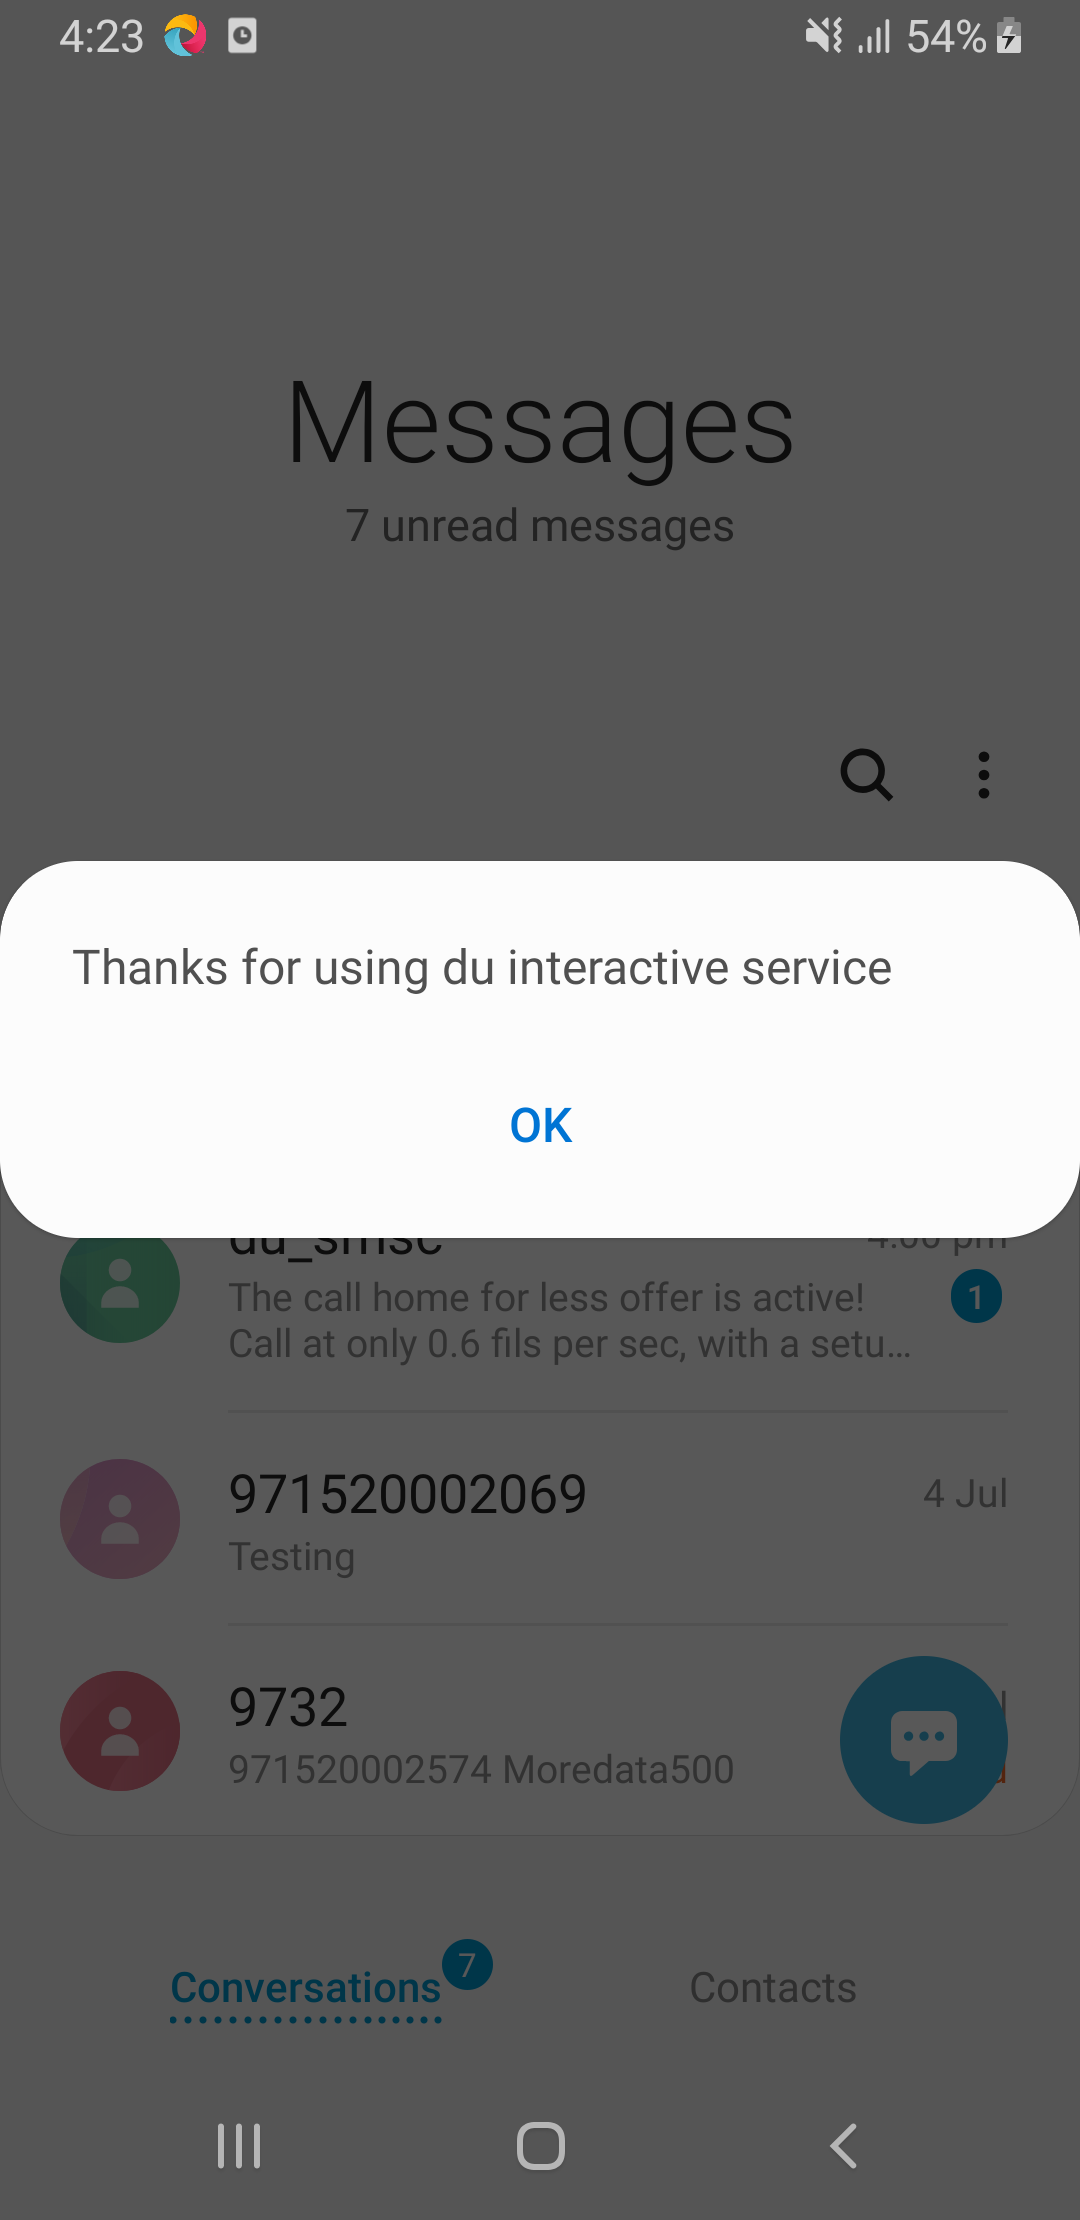 4:23
54%
Messages
7 unread messages
Thanks for using du interactive service
OK
du_smsc
The call home for less offer is active!
1
Call at only 0.6 fils per sec, with a setu...
971520002069
4 Jul
Testing
9732
971520002574 Moredata500
Conversations
7
Contacts